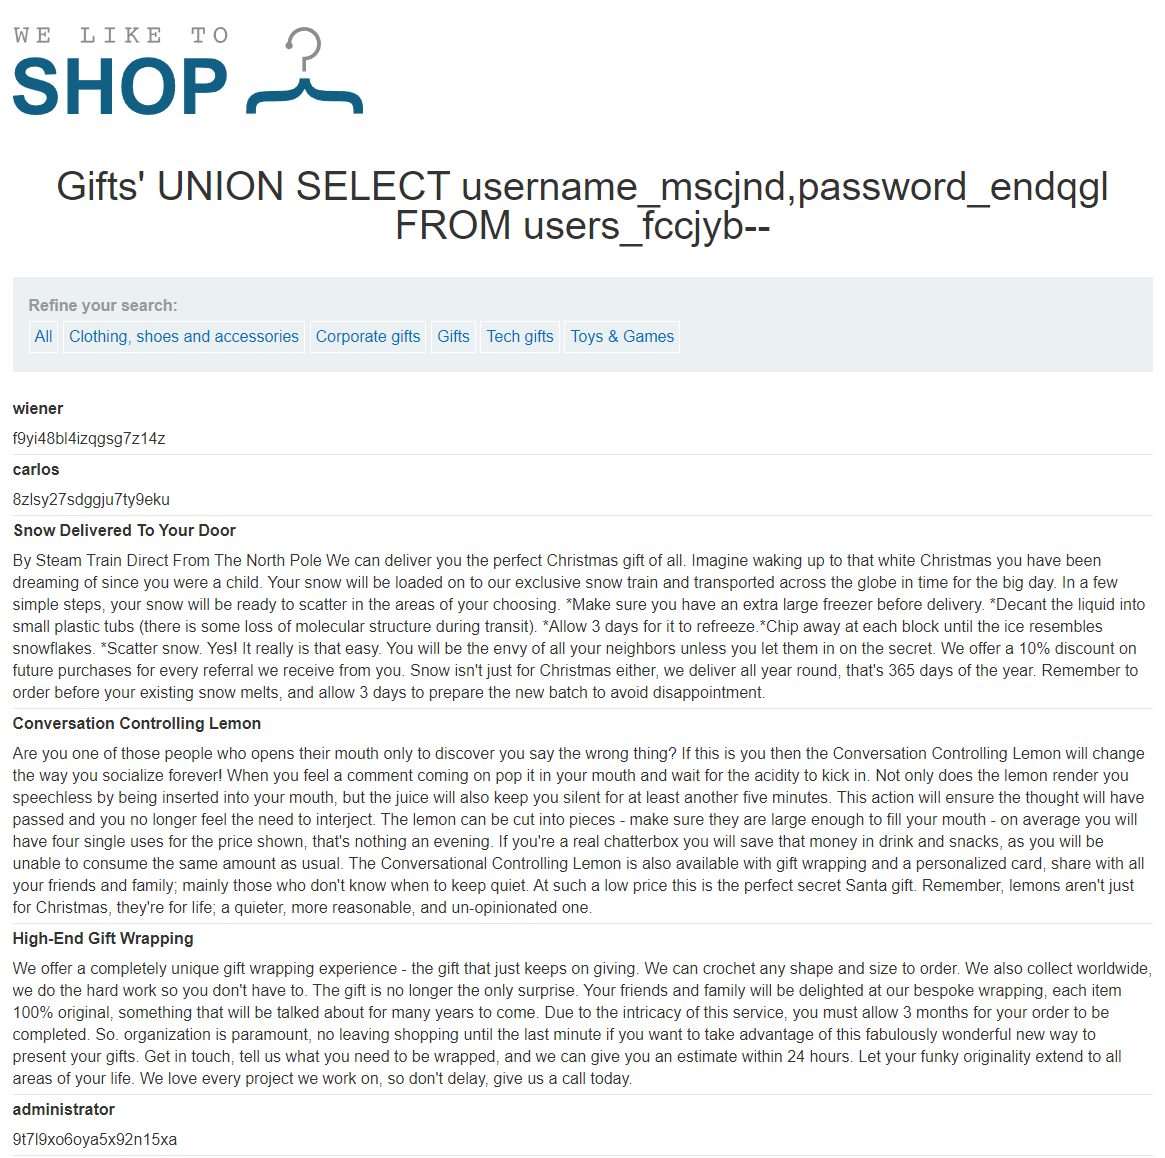 WE LIKE TO
SHOP
Gifts' UNION SELECT username_mscjnd,password_endqgl
FROM users_fccjyb--
Refine your search:
All Clothing, shoes and accessories Corporate gifts Gifts Tech gifts Toys & Games
wiener
f9yi48bl4izqgsg7z14z
carlos
8zlsy27sdggju7ty9eku
Snow Delivered To Your Door
By Steam Train Direct From The North Pole We can deliver you the perfect Christmas gift of all. Imagine waking up to that white Christmas you have been
dreaming of since you were a child. Your snow will be loaded on to our exclusive snow train and transported across the globe in time for the big day. In a few
simple steps, your snow will be ready to scatter in the areas of your choosing. *Make sure you have an extra large freezer before delivery. *Decant the liquid into
small plastic tubs (there is some loss of molecular structure during transit). *Allow 3 days for it to refreeze.*Chip away at each block until the ice resembles
snowflakes. *Scatter snow. Yes! It really is that easy. You will be the envy of all your neighbors unless you let them in on the secret. We offer a 10% discount on
future purchases for every referral we receive from you. Snow isn't just for Christmas either, we deliver all year round, that's 365 days of the year. Remember to
order before your existing snow melts, and allow 3 days to prepare the new batch to avoid disappointment.
Conversation Controlling Lemon
Are you one of those people who opens their mouth only to discover you say the wrong thing? If this is you then the Conversation Controlling Lemon will change
the way you socialize forever! When you feel a comment coming on pop it in your mouth and wait for the acidity to kick in. Not only does the lemon render you
speechless by being inserted into your mouth, but the juice will also keep you silent for at least another five minutes. This action will ensure the thought will have
passed and you no longer feel the need to interject. The lemon can be cut into pieces - make sure they are large enough to fill your mouth - on average you will
have four single uses for the price shown, that's nothing an evening. If you're a real chatterbox you will save that money in drink and snacks, as you will be
unable to consume the same amount as usual. The Conversational Controlling Lemon is also available with gift wrapping and a personalized card, share with all
your friends and family; mainly those who don't know when to keep quiet. At such a low price this is the perfect secret Santa gift. Remember, lemons aren't just
for Christmas, they're for life; a quieter, more reasonable, and un-opinionated one.
High-End Gift Wrapping
We offer a completely unique gift wrapping experience - the gift that just keeps on giving. We can crochet any shape and size to order. We also collect worldwide,
we do the hard work so you don't have to. The gift is no longer the only surprise. Your friends and family will be delighted at our bespoke wrapping, each item
100% original, something that will be talked about for many years to come. Due to the intricacy of this service, you must allow 3 months for your order to be
completed. So. organization is paramount, no leaving shopping until the last minute if you want to take advantage of this fabulously wonderful new way to
present your gifts. Get in touch, tell us what you need to be wrapped, and we can give you an estimate within 24 hours. Let your funky originality extend to all
areas of your life. We love every project we work on, so don't delay, give us a call today.
administrator
9t7l9xo6oya5x92n15xa